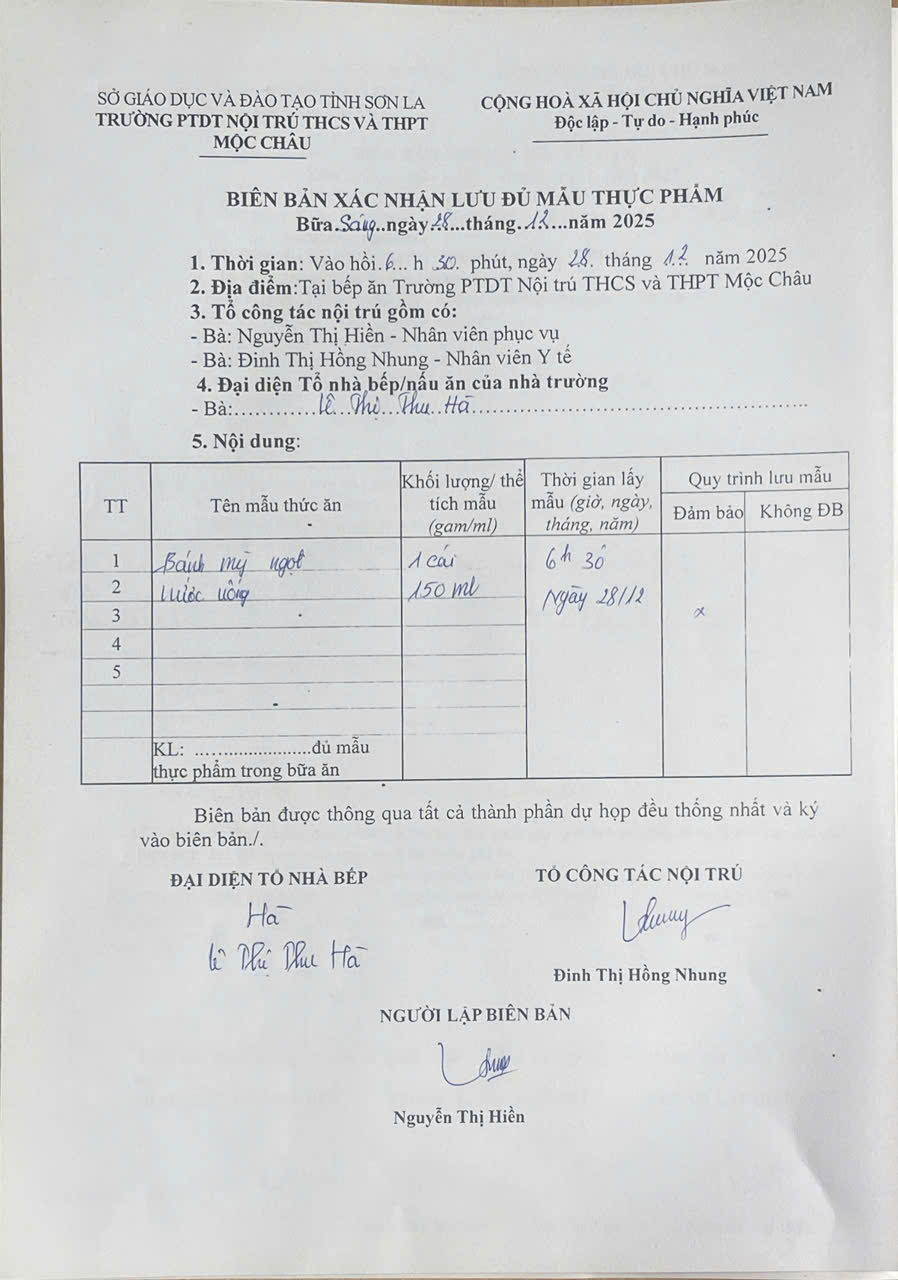 SỞ GIÁO DỤC VÀ ĐÀO TẠO TỈNH SƠN LA
TRƯỜNG PTDT NỘI TRÚ THCS VÀ THPT
MỘC CHÂU
CỘNG HOÀ XÃ HỘI CHỦ NGHĨA VIỆT NAM
Độc lập - Tự do - Hạnh phúc
BIÊN BẢN XÁC NHẬN LƯU ĐỦ MẪU THỰC PHẨM
Bữa.Sáng..ngày28...tháng.12...năm 2025
1. Thời gian: Vào hồi.6... h 30. phút, ngày 28. tháng 12 năm 2025
2. Địa điểm:Tại bếp ăn Trường PTDT Nội trú THCS và THPT Mộc Châu
3. Tổ công tác nội trú gồm có:
- Bà: Nguyễn Thị Hiền - Nhân viên phục vụ
- Bà: Đinh Thị Hồng Nhung - Nhân viên Y tế
4. Đại diện Tổ nhà bếp/nấu ăn của nhà trường
- Bà:............Lê...Thị...Thu...Hà................................................
5. Nội dung:
TT
Tên mẫu thức ăn
Khối lượng/ thể tích mẫu (gam/ml)
Thời gian lấy mẫu (giờ, ngày, tháng, năm)
Quy trình lưu mẫu
Đảm bảo
Không ĐB
1 Bánh mỳ ngọt 1 cái 6h 30
2 Nước uống 150 ml Ngày 28/12
3 x
4
5
KL: ........................đủ mẫu
thực phẩm trong bữa ăn
Biên bản được thông qua tất cả thành phần dự họp đều thống nhất và ký
vào biên bản./.
ĐẠI DIỆN TỔ NHÀ BẾP
Hà
Lê Thị Thu Hà
TỔ CÔNG TÁC NỘI TRÚ
Nhung
Đinh Thị Hồng Nhung
NGƯỜI LẬP BIÊN BẢN
Nguyễn Thị Hiền